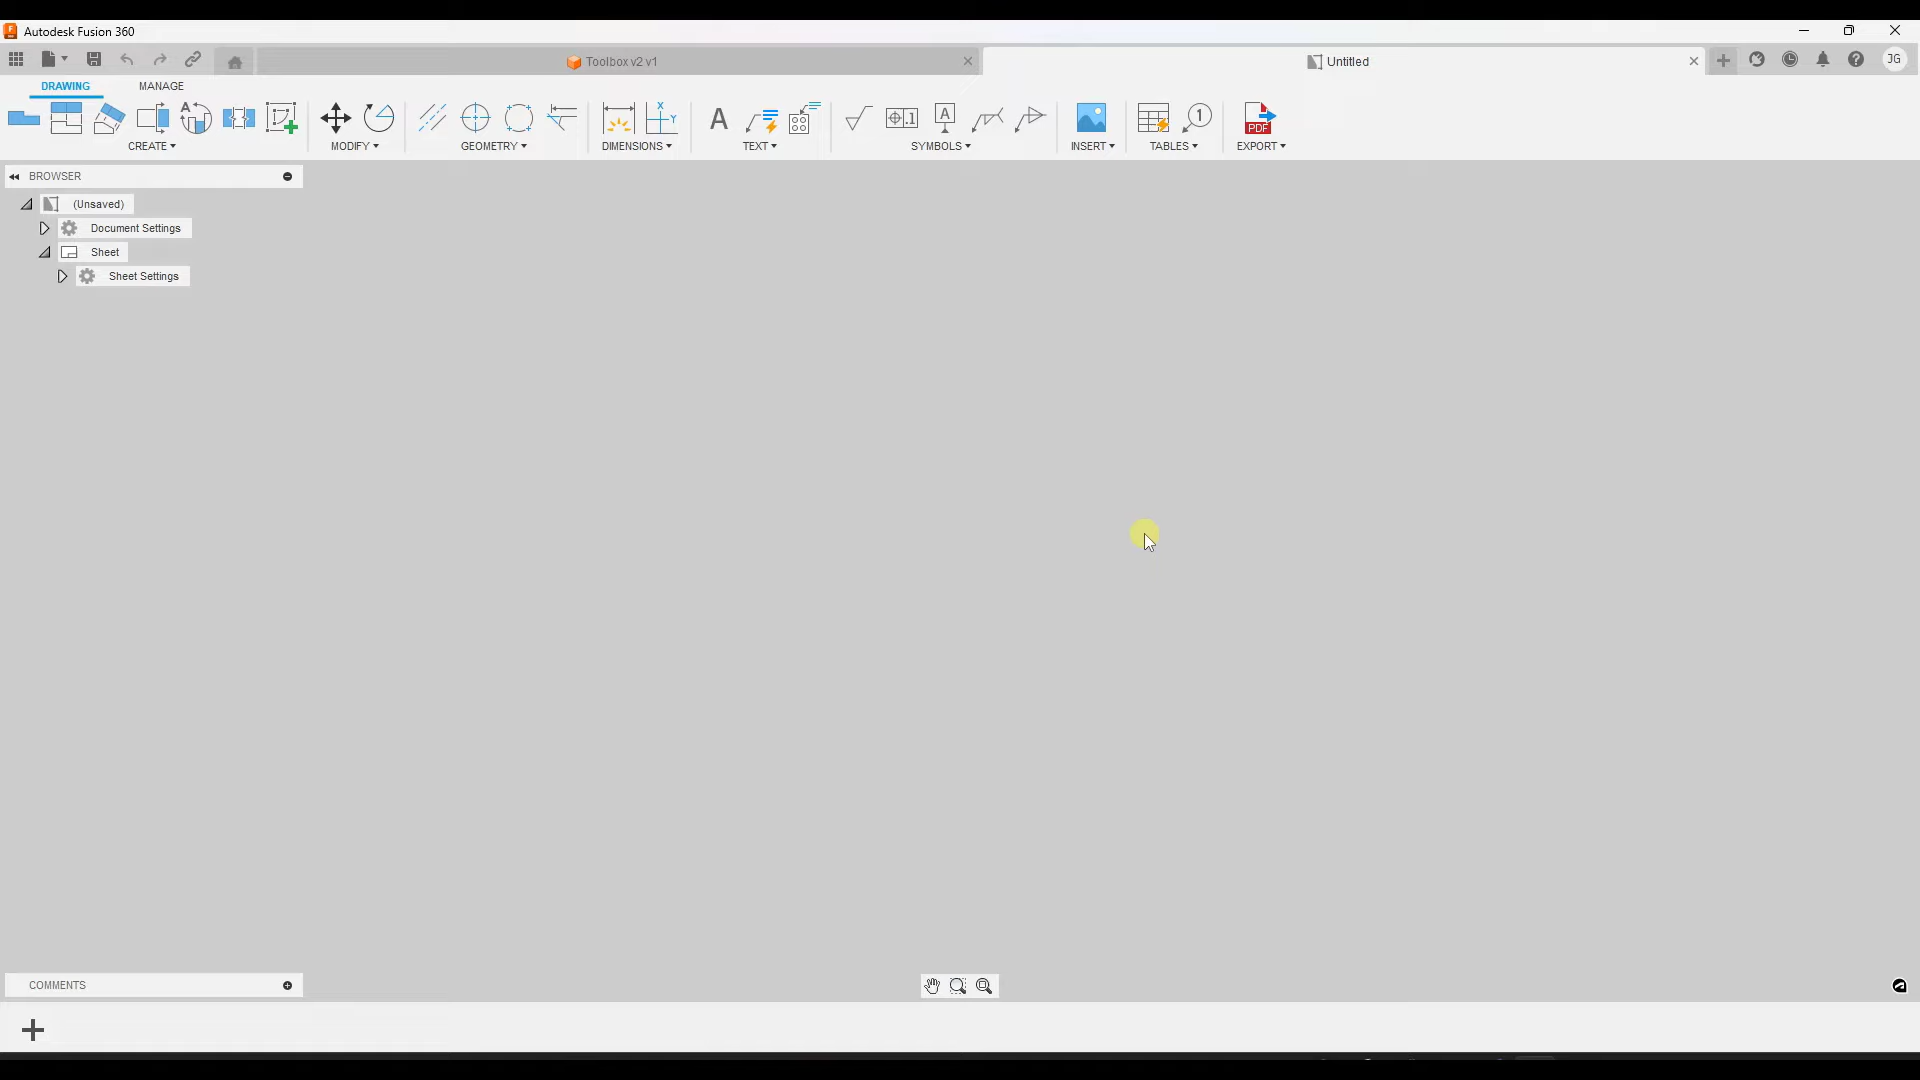 Autodesk Fusion 360
Toolbox v2 v1
Untitled
JG
DRAWING
MANAGE
CREATE
MODIFY
GEOMETRY
DIMENSIONS
TEXT
SYMBOLS
INSERT
TABLES
EXPORT
BROWSER
(Unsaved)
Document Settings
Sheet
Sheet Settings
COMMENTS